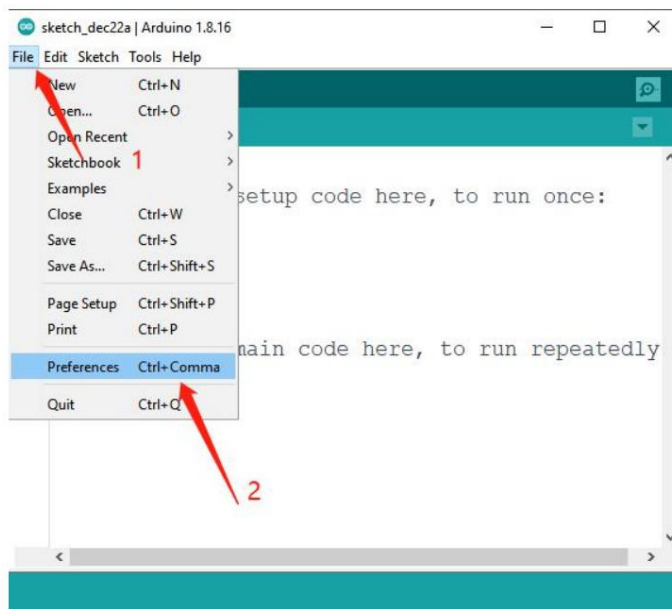 sketch_dec22a | Arduino 1.8.16
File Edit Sketch Tools Help
New Ctrl+N
Open... Ctrl+O
Open Recent
Sketchbook 1
Examples
setup code here, to run once:
Close Ctrl+W
Save Ctrl+S
Save As... Ctrl+Shift+S
Page Setup Ctrl+Shift+P
Print Ctrl+P
main code here, to run repeatedly
Preferences Ctrl+Comma
Quit Ctrl+Q
2